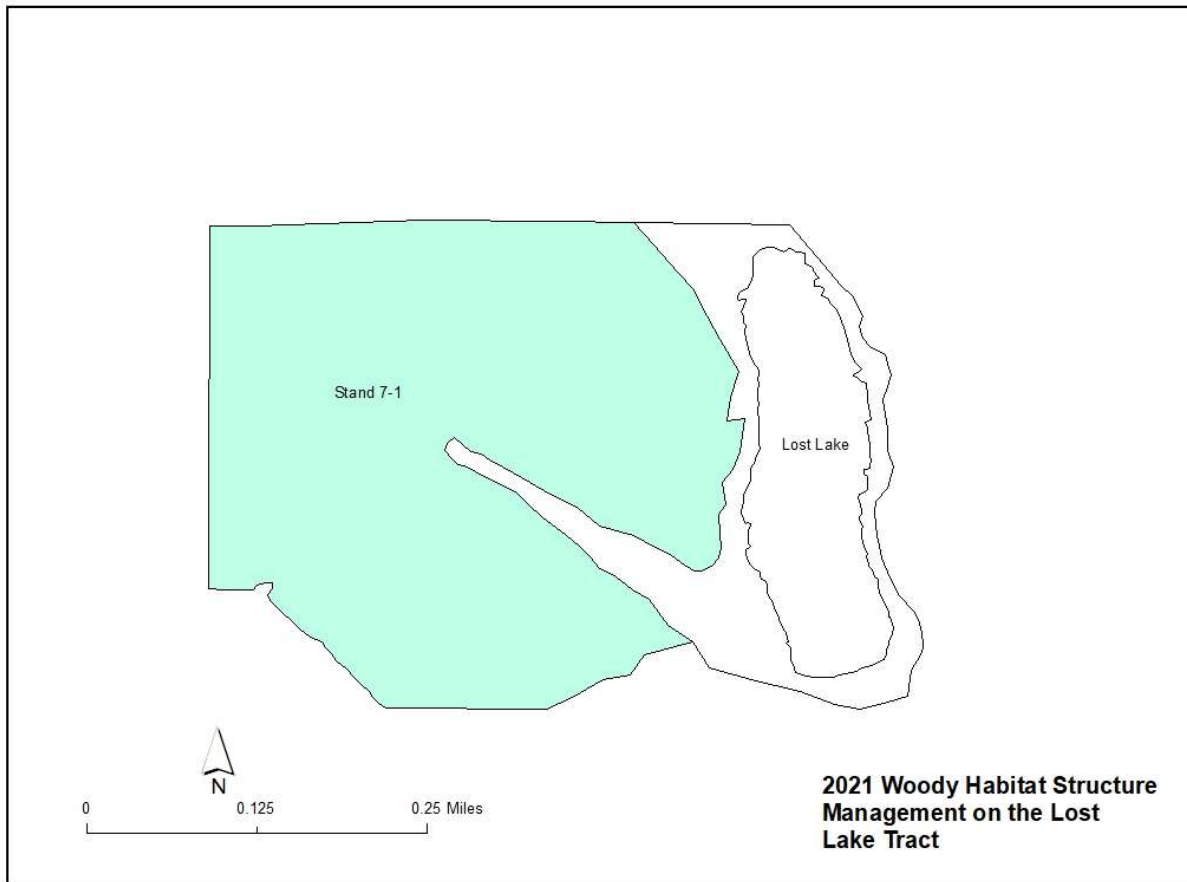 Stand 7-1
Lost Lake
N
0 0.125 0.25 Miles
2021 Woody Habitat Structure
Management on the Lost
Lake Tract